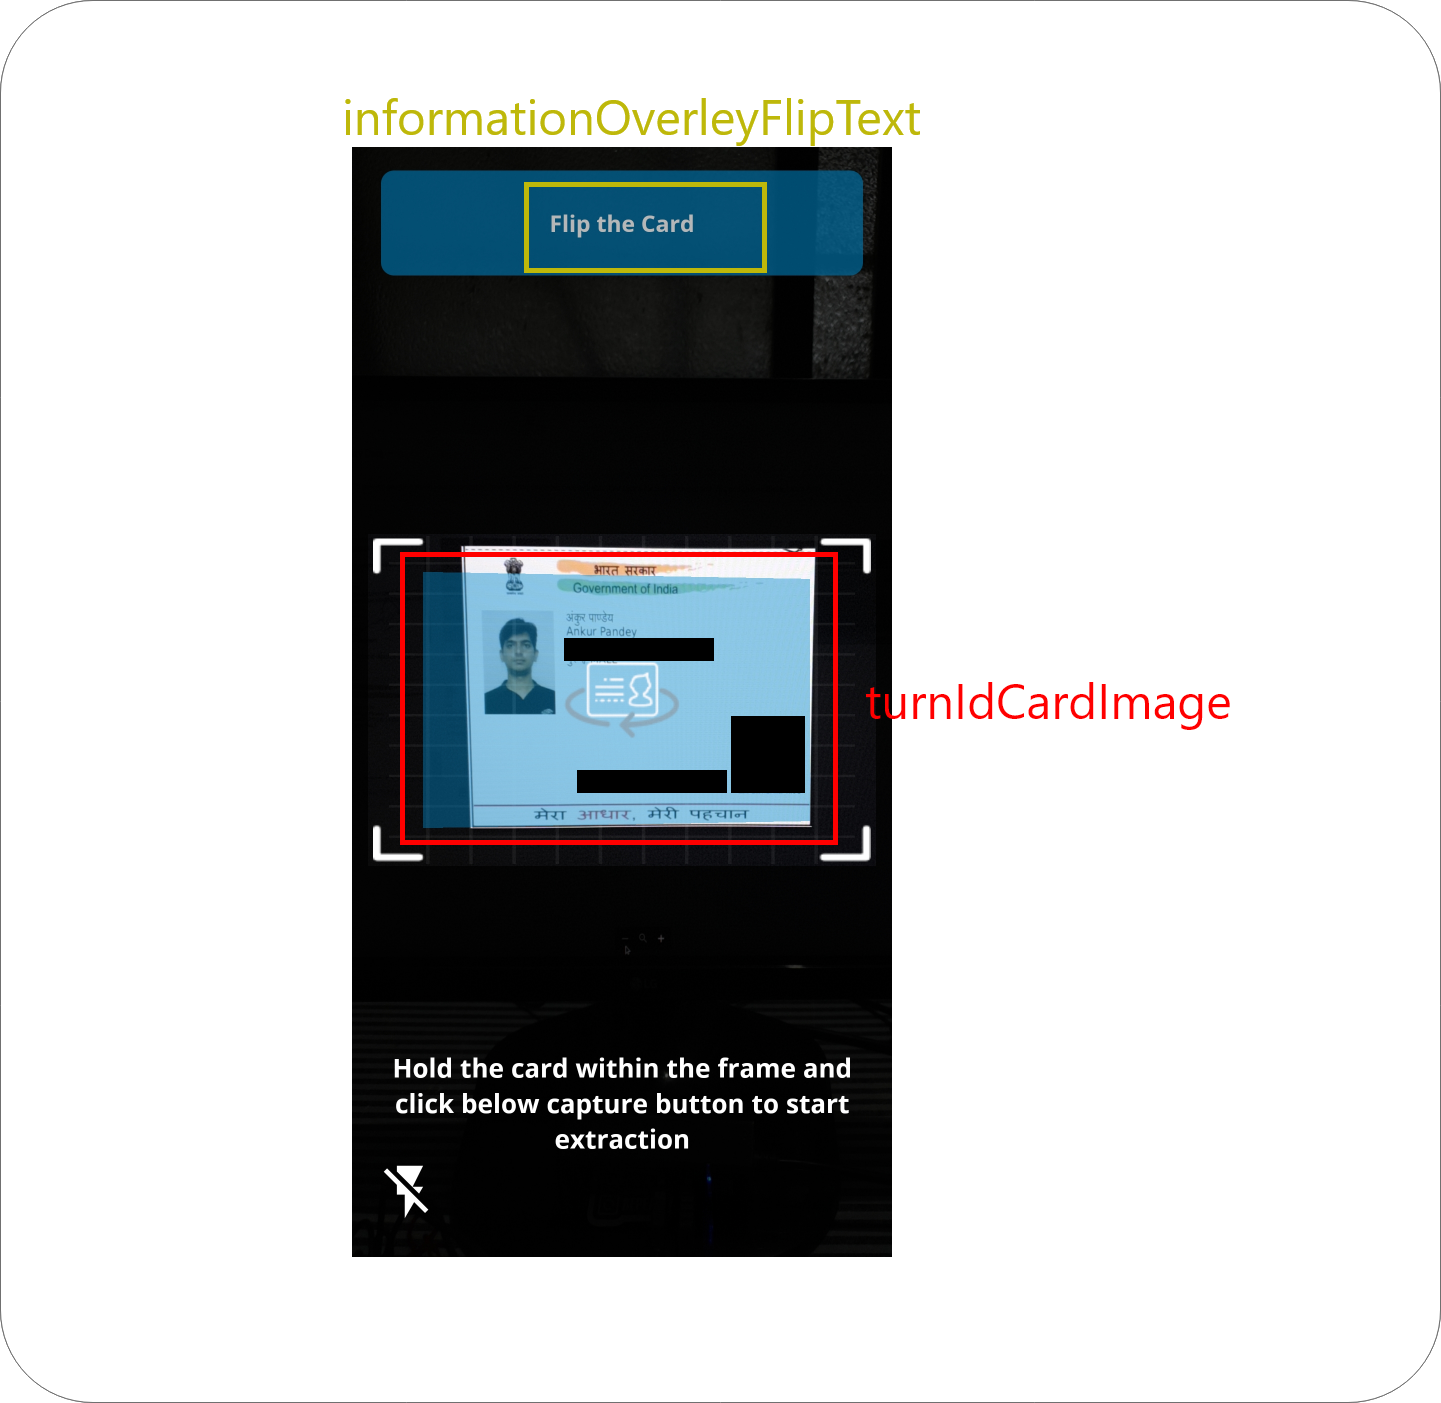 informationOverleyFlipText
Flip the Card
भारत सरकार
Government of India
अंकुर पाण्डेय
Ankur Pandey
turnIdCardImage
मेरा आधार, मेरी पहचान
Hold the card within the frame and
click below capture button to start
extraction